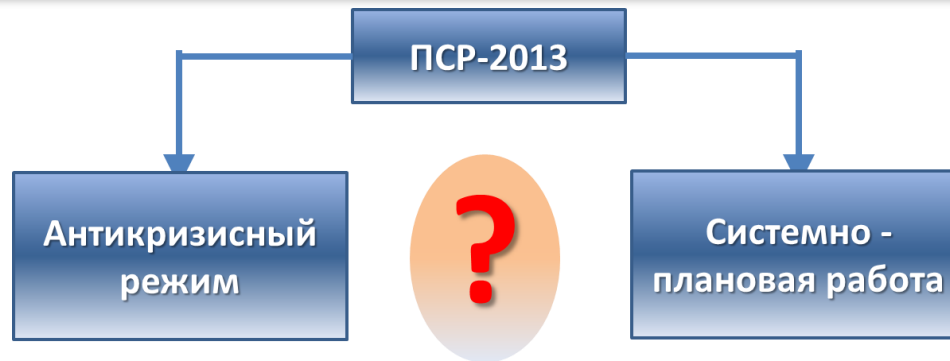 ПСР-2013
Антикризисный
режим
?
Системно -
плановая работа